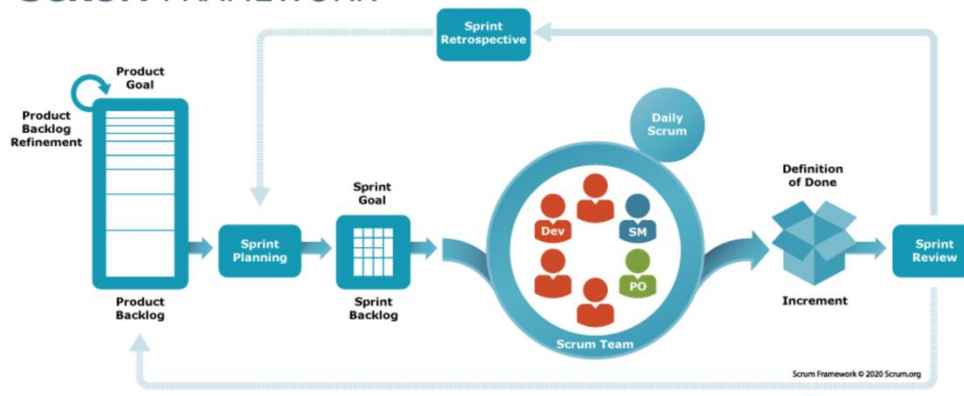 Sprint
Retrospective
Product
Goal
Product
Backlog
Refinement
Daily
Scrum
Definition
of Done
Sprint
Goal
Dev
SM
Sprint
Planning
Sprint
Review
PO
Product
Backlog
Sprint
Backlog
Increment
Scrum Team
Scrum Framework © 2020 Scrum.org